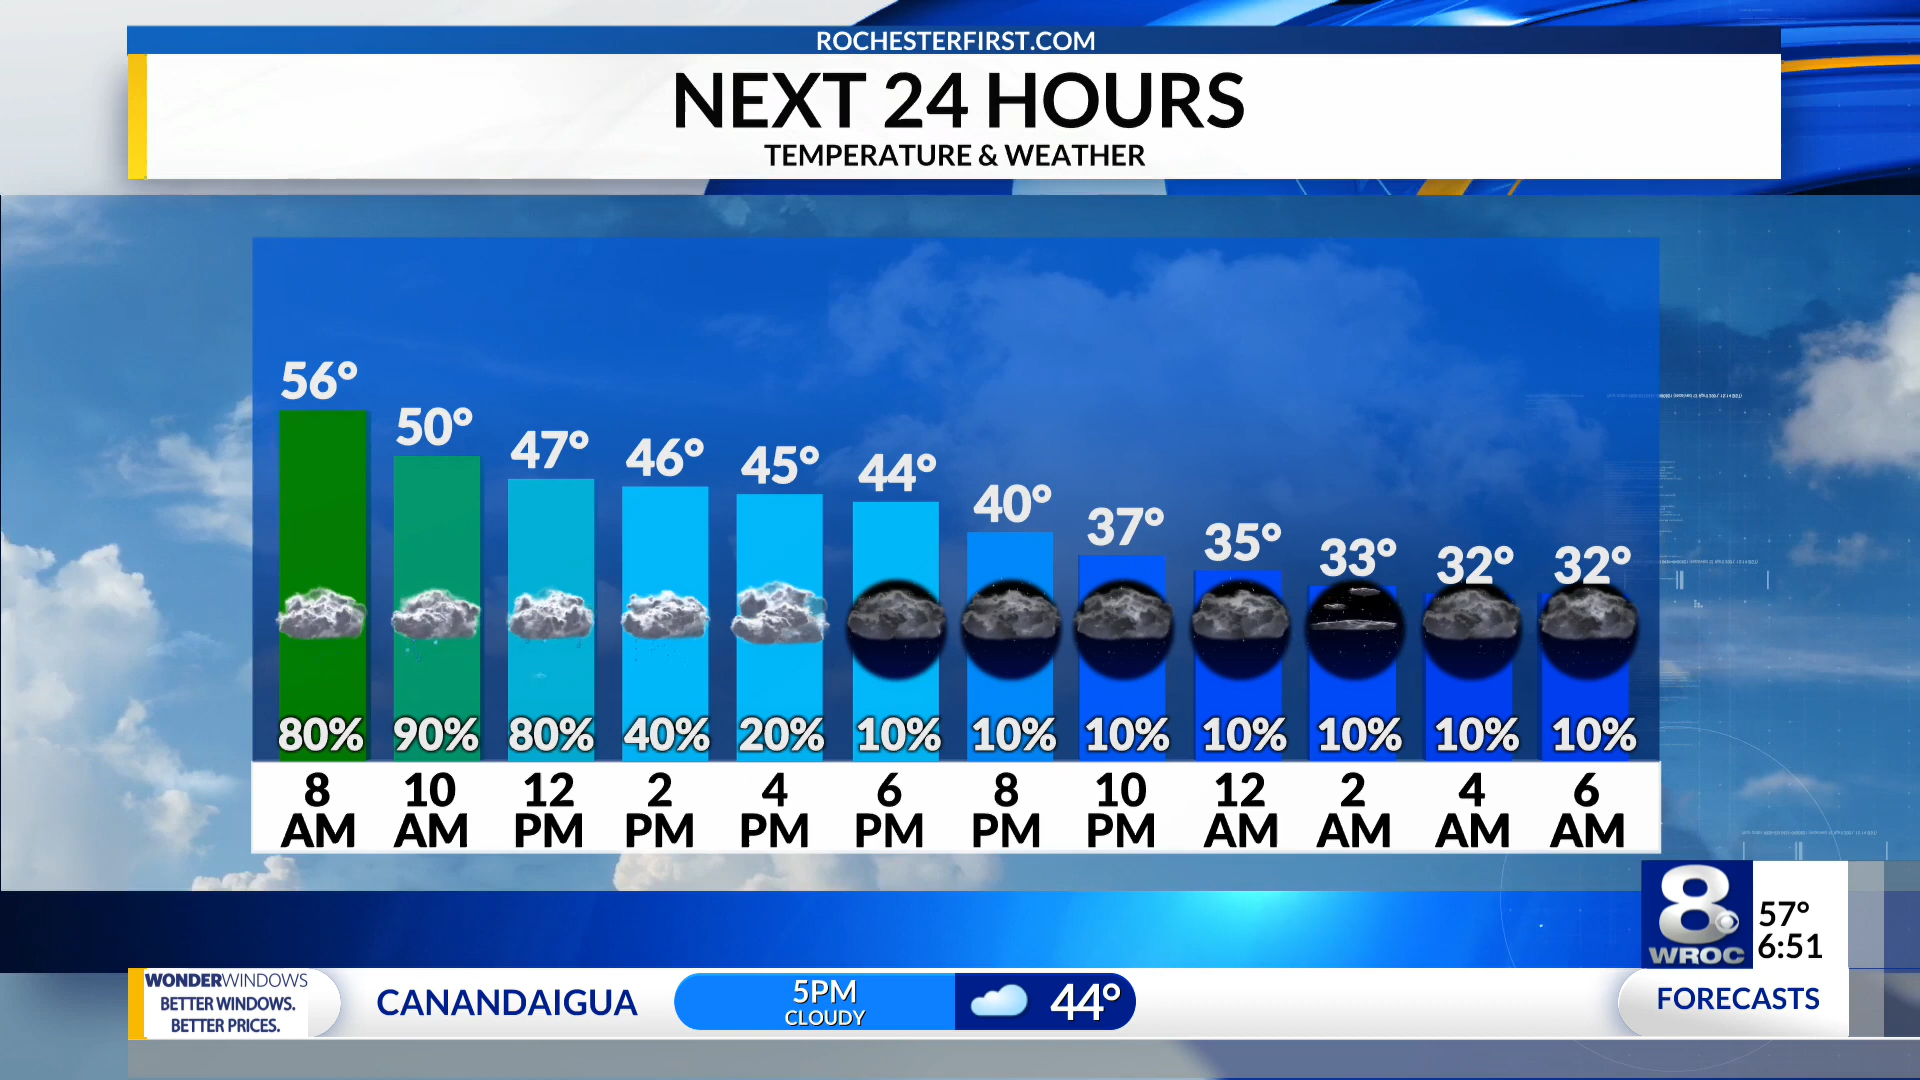 ROCHESTERFIRST.COM
NEXT 24 HOURS
TEMPERATURE & WEATHER
56° 50° 47° 46° 45° 44° 40° 37° 35° 33° 32° 32°
80% 90% 80% 40% 20% 10% 10% 10% 10% 10% 10% 10%
8 10 12 2 4 6 8 10 12 2 4 6
AM AM PM PM PM PM PM PM AM AM AM AM
8
WROC
57°
6:51
WONDERWINDOWS
BETTER WINDOWS.
BETTER PRICES.
CANANDAIGUA
5PM
CLOUDY
44°
FORECASTS